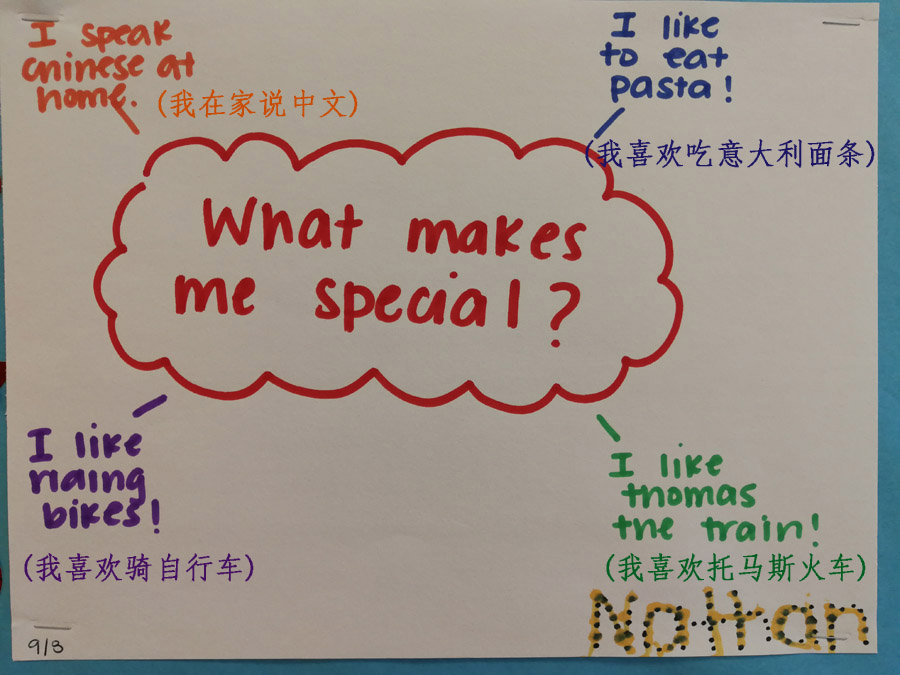 I speak
chinese at
home.
(我在家说中文)
I like
to eat
pasta!
(我喜欢吃意大利面条)
What makes
me special?
I like
riding
bikes!
(我喜欢骑自行车)
I like
thomas
the train!
(我喜欢托马斯火车)
Nathan
9/3